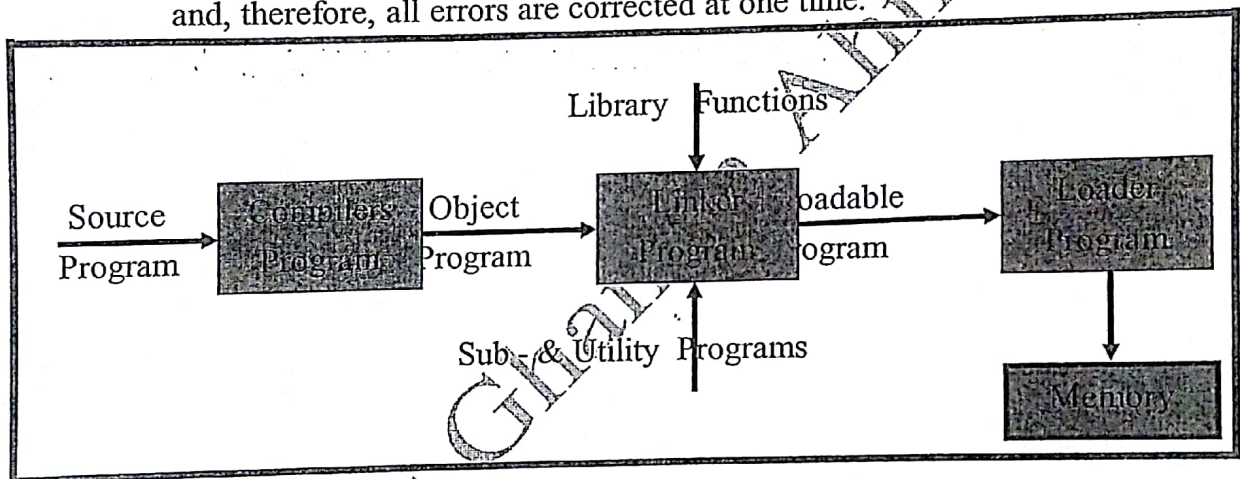 and, therefore, all errors are corrected at one time.
Library Functions
Source
Program
Compilers
Program
Object
Program
Linker
Program
oadable
ogram
Loader
Program
Sub - & Utility Programs
Memory